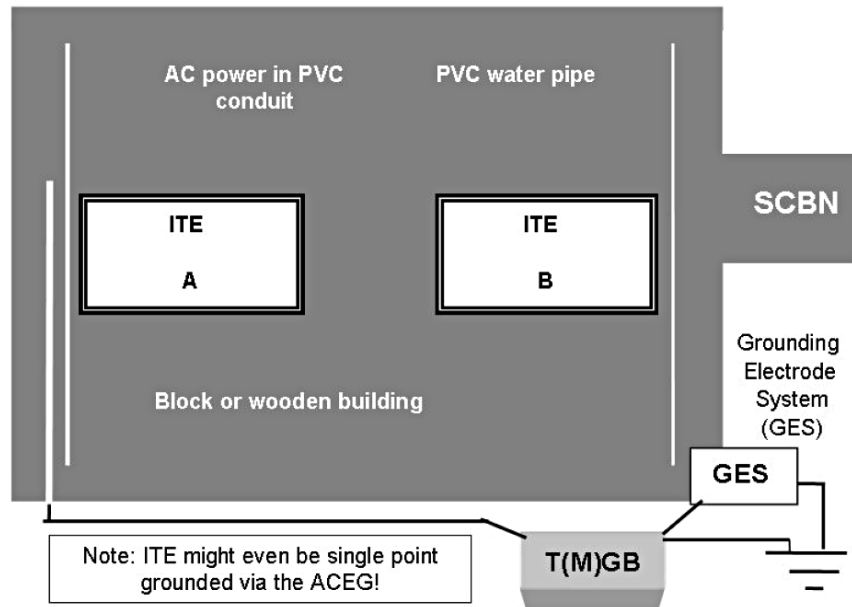 AC power in PVC
conduit
PVC water pipe
ITE
A
ITE
B
SCBN
Block or wooden building
Grounding
Electrode
System
(GES)
GES
T(M)GB
Note: ITE might even be single point
grounded via the ACEG!